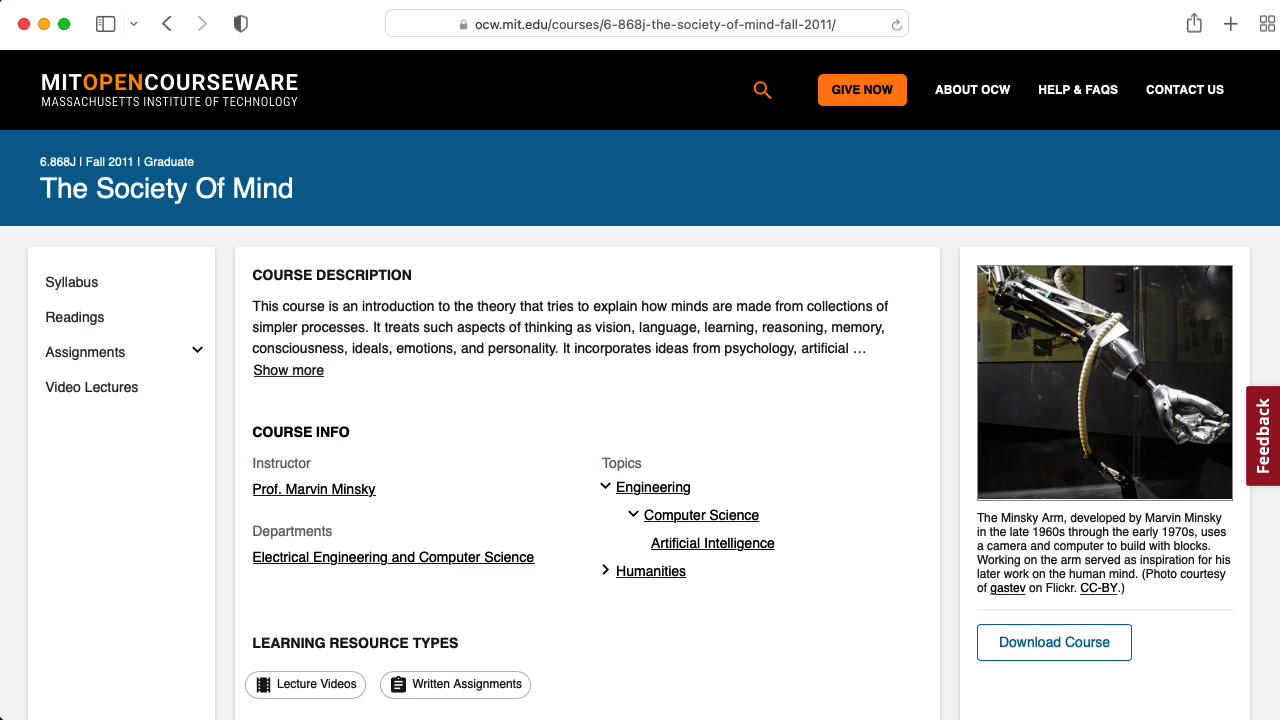 ocw.mit.edu/courses/6-868j-the-society-of-mind-fall-2011/
MITOPENCOURSEWARE
MASSACHUSETTS INSTITUTE OF TECHNOLOGY
GIVE NOW
ABOUT OCW
HELP & FAQS
CONTACT US
6.868J | Fall 2011 | Graduate
The Society Of Mind
Syllabus
Readings
Assignments
Video Lectures
COURSE DESCRIPTION
This course is an introduction to the theory that tries to explain how minds are made from collections of
simpler processes. It treats such aspects of thinking as vision, language, learning, reasoning, memory,
consciousness, ideals, emotions, and personality. It incorporates ideas from psychology, artificial …
Show more
COURSE INFO
Instructor
Prof. Marvin Minsky
Departments
Electrical Engineering and Computer Science
Topics
Engineering
Computer Science
Artificial Intelligence
Humanities
LEARNING RESOURCE TYPES
Lecture Videos
Written Assignments
The Minsky Arm, developed by Marvin Minsky
in the late 1960s through the early 1970s, uses
a camera and computer to build with blocks.
Working on the arm served as inspiration for his
later work on the human mind. (Photo courtesy
of gastev on Flickr. CC-BY.)
Download Course
Feedback